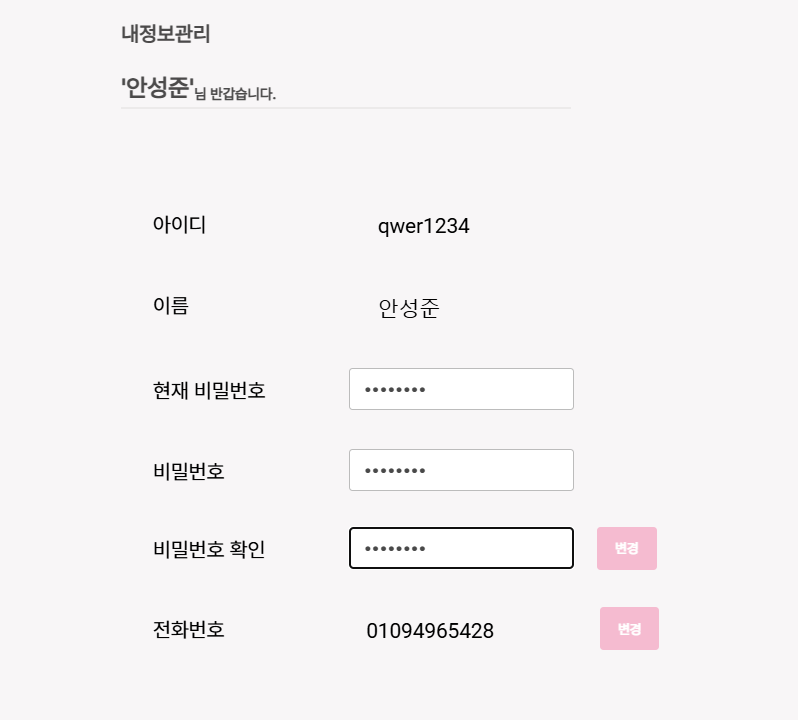 내정보관리
'안성준'님 반갑습니다.
아이디 qwer1234
이름 안성준
현재 비밀번호 ••••••••
비밀번호 ••••••••
비밀번호 확인 •••••••• 변경
전화번호 01094965428 변경